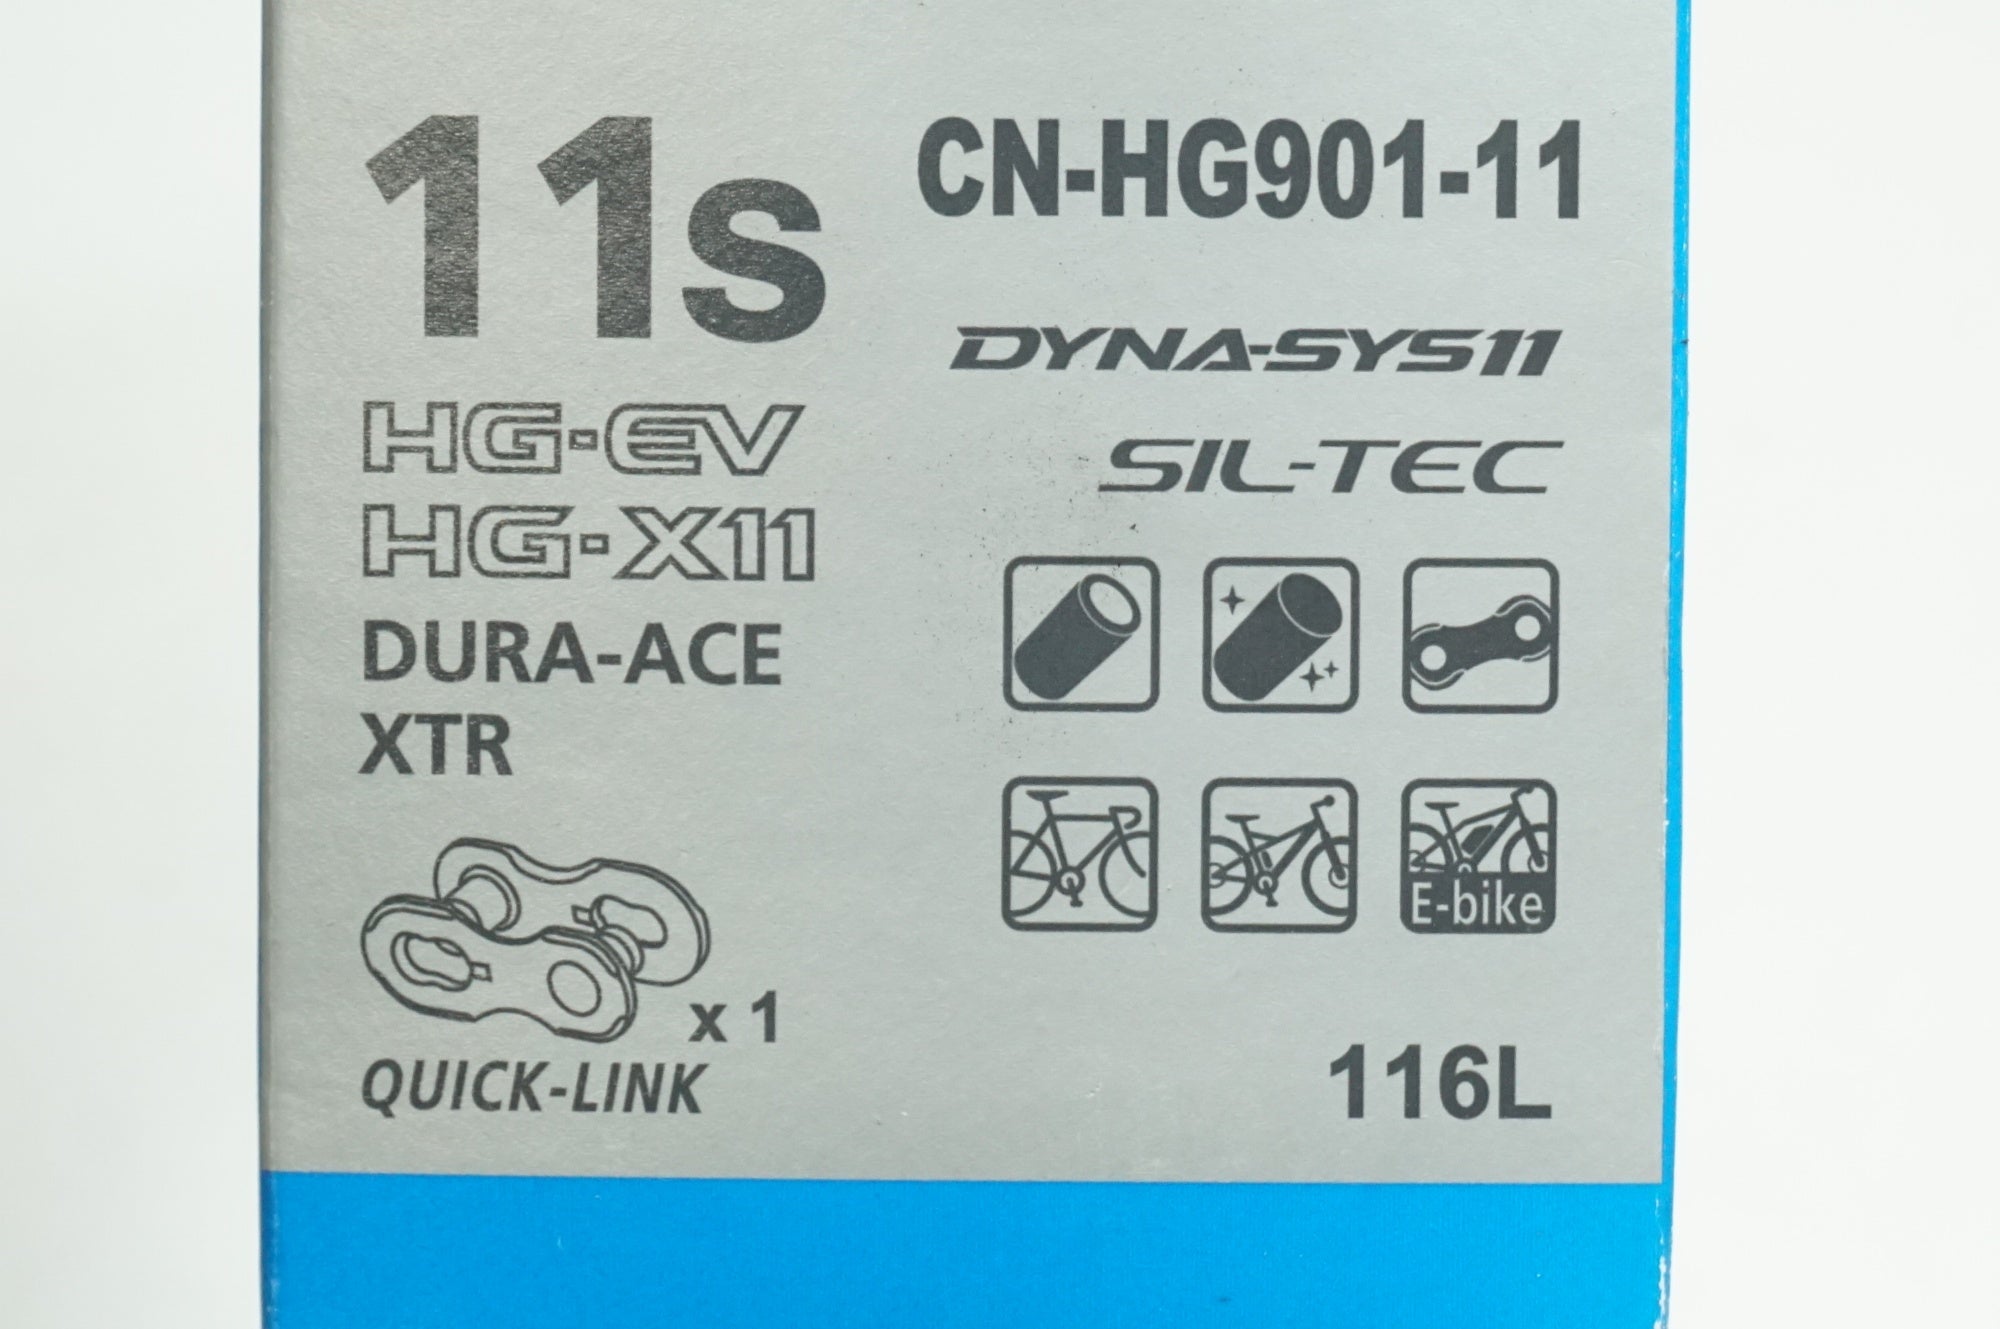 11s
HG-EV
HG-X11
DURA-ACE
XTR
x 1
QUICK-LINK
CN-HG901-11
DYNA-SYS11
SIL-TEC
E-bike
116L